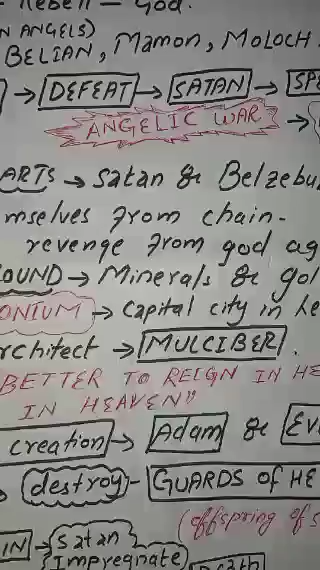 Rebell - God.
N ANGELS)
BELIAN, Mamon, MOLOCH.
→ DEFEAT → SATAN → SPE
ANGELIC WAR →
ARTS → Satan & Belzebu
mselves from chain-
revenge from god ag
OUND → Minerals & gol
ONIUM → Capital city in he
rchitect → MULCIBER.
BETTER TO REIGN IN HE
IN HEAVEN"
creation → Adam & Ev
destroy - GUARDS OF HE
(offspring of s
IN → Satan
Impregnate Death